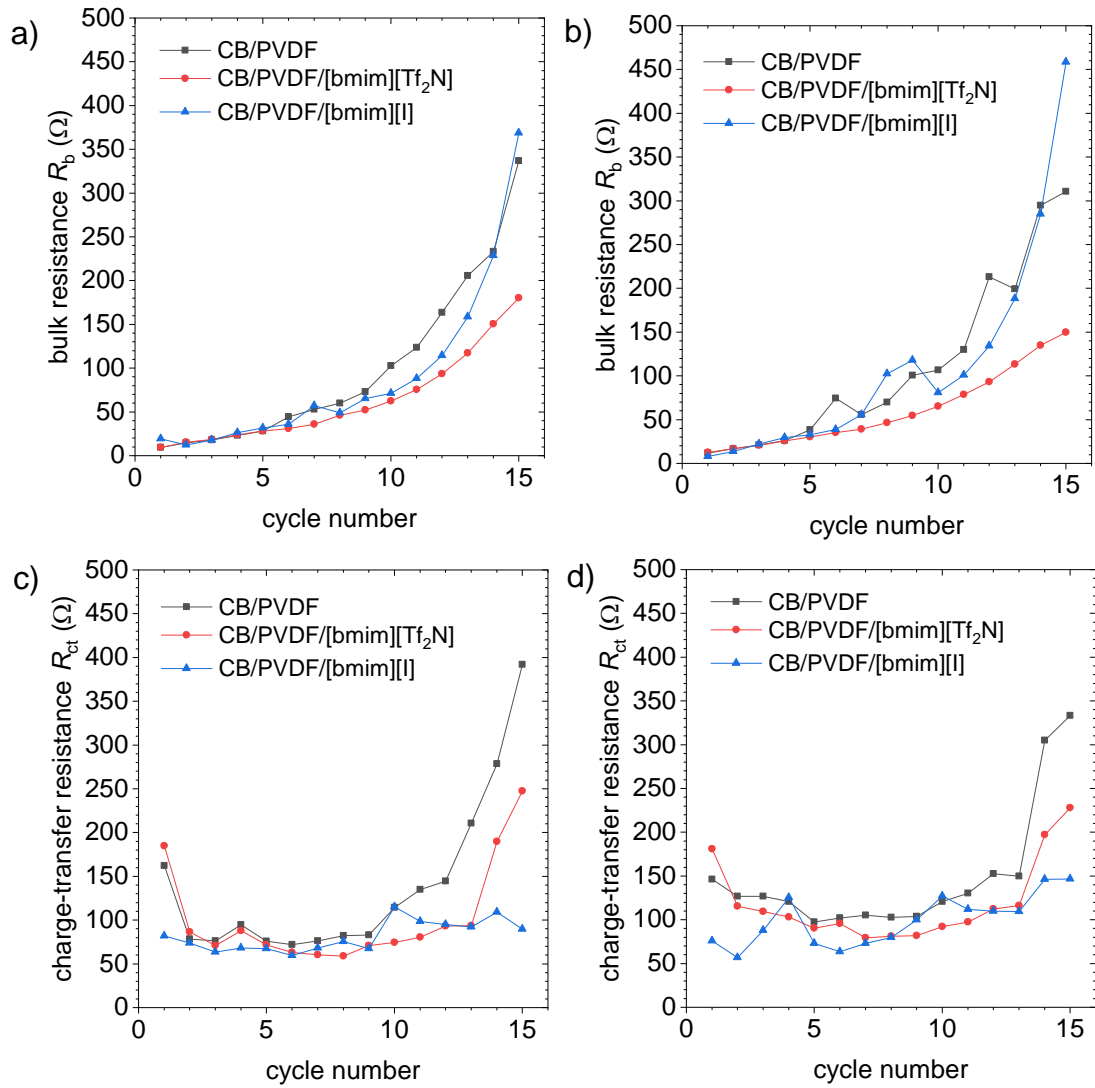 a)
500
450
400
350
300
250
200
150
100
50
0
bulk resistance R_b (Ω)
CB/PVDF
CB/PVDF/[bmim][Tf₂N]
CB/PVDF/[bmim][I]
0 5 10 15
cycle number
b)
500
450
400
350
300
250
200
150
100
50
0
bulk resistance R_b (Ω)
CB/PVDF
CB/PVDF/[bmim][Tf₂N]
CB/PVDF/[bmim][I]
0 5 10 15
cycle number
c)
500
450
400
350
300
250
200
150
100
50
0
charge-transfer resistance R_ct (Ω)
CB/PVDF
CB/PVDF/[bmim][Tf₂N]
CB/PVDF/[bmim][I]
0 5 10 15
cycle number
d)
500
450
400
350
300
250
200
150
100
50
0
charge-transfer resistance R_ct (Ω)
CB/PVDF
CB/PVDF/[bmim][Tf₂N]
CB/PVDF/[bmim][I]
0 5 10 15
cycle number